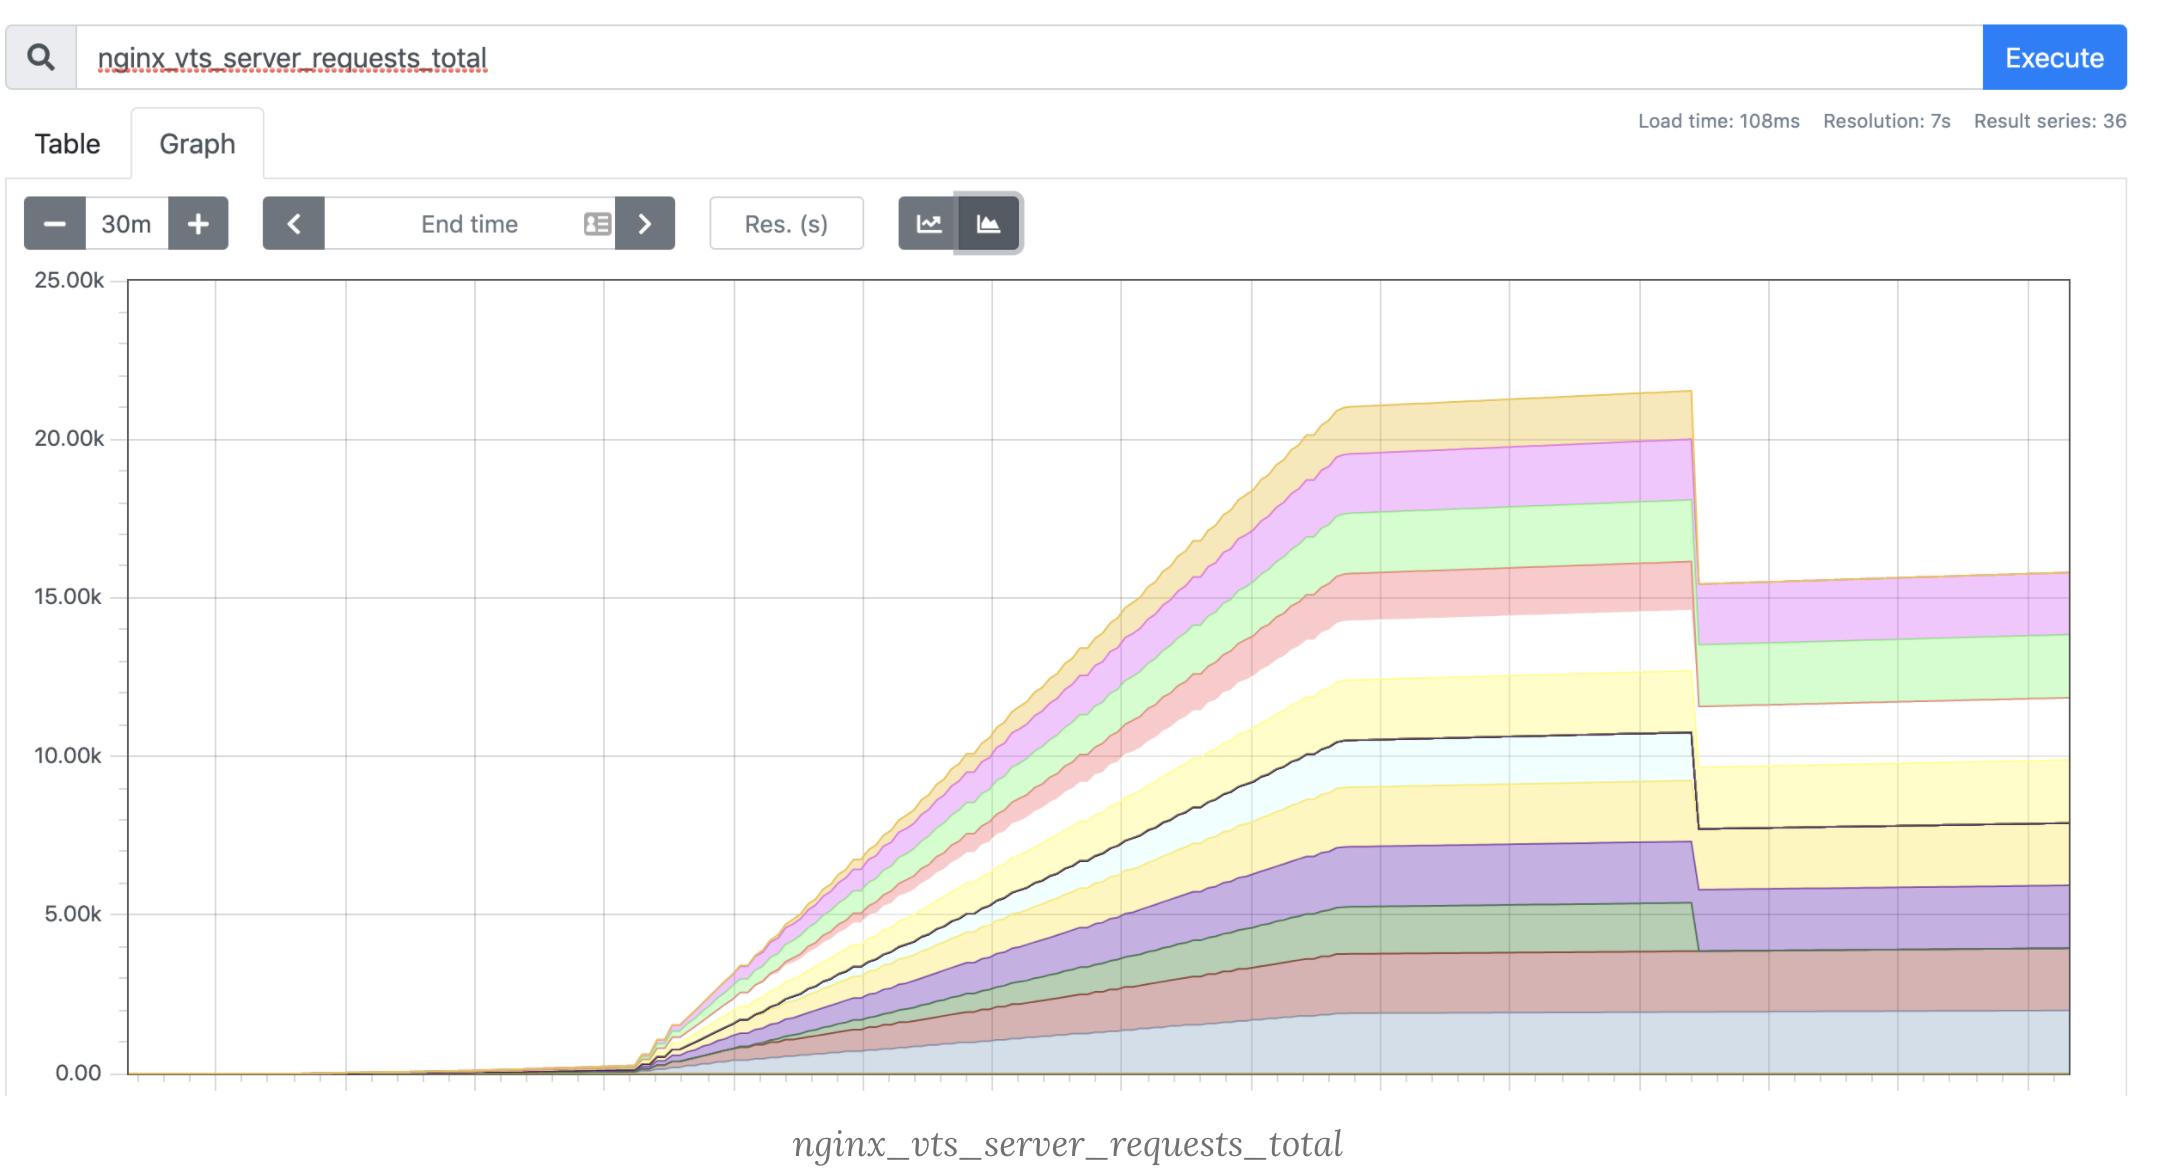 nginx_vts_server_requests_total
Execute
Load time: 108ms Resolution: 7s Result series: 36
Table Graph
30m End time Res. (s)
25.00k
20.00k
15.00k
10.00k
5.00k
0.00
nginx_vts_server_requests_total